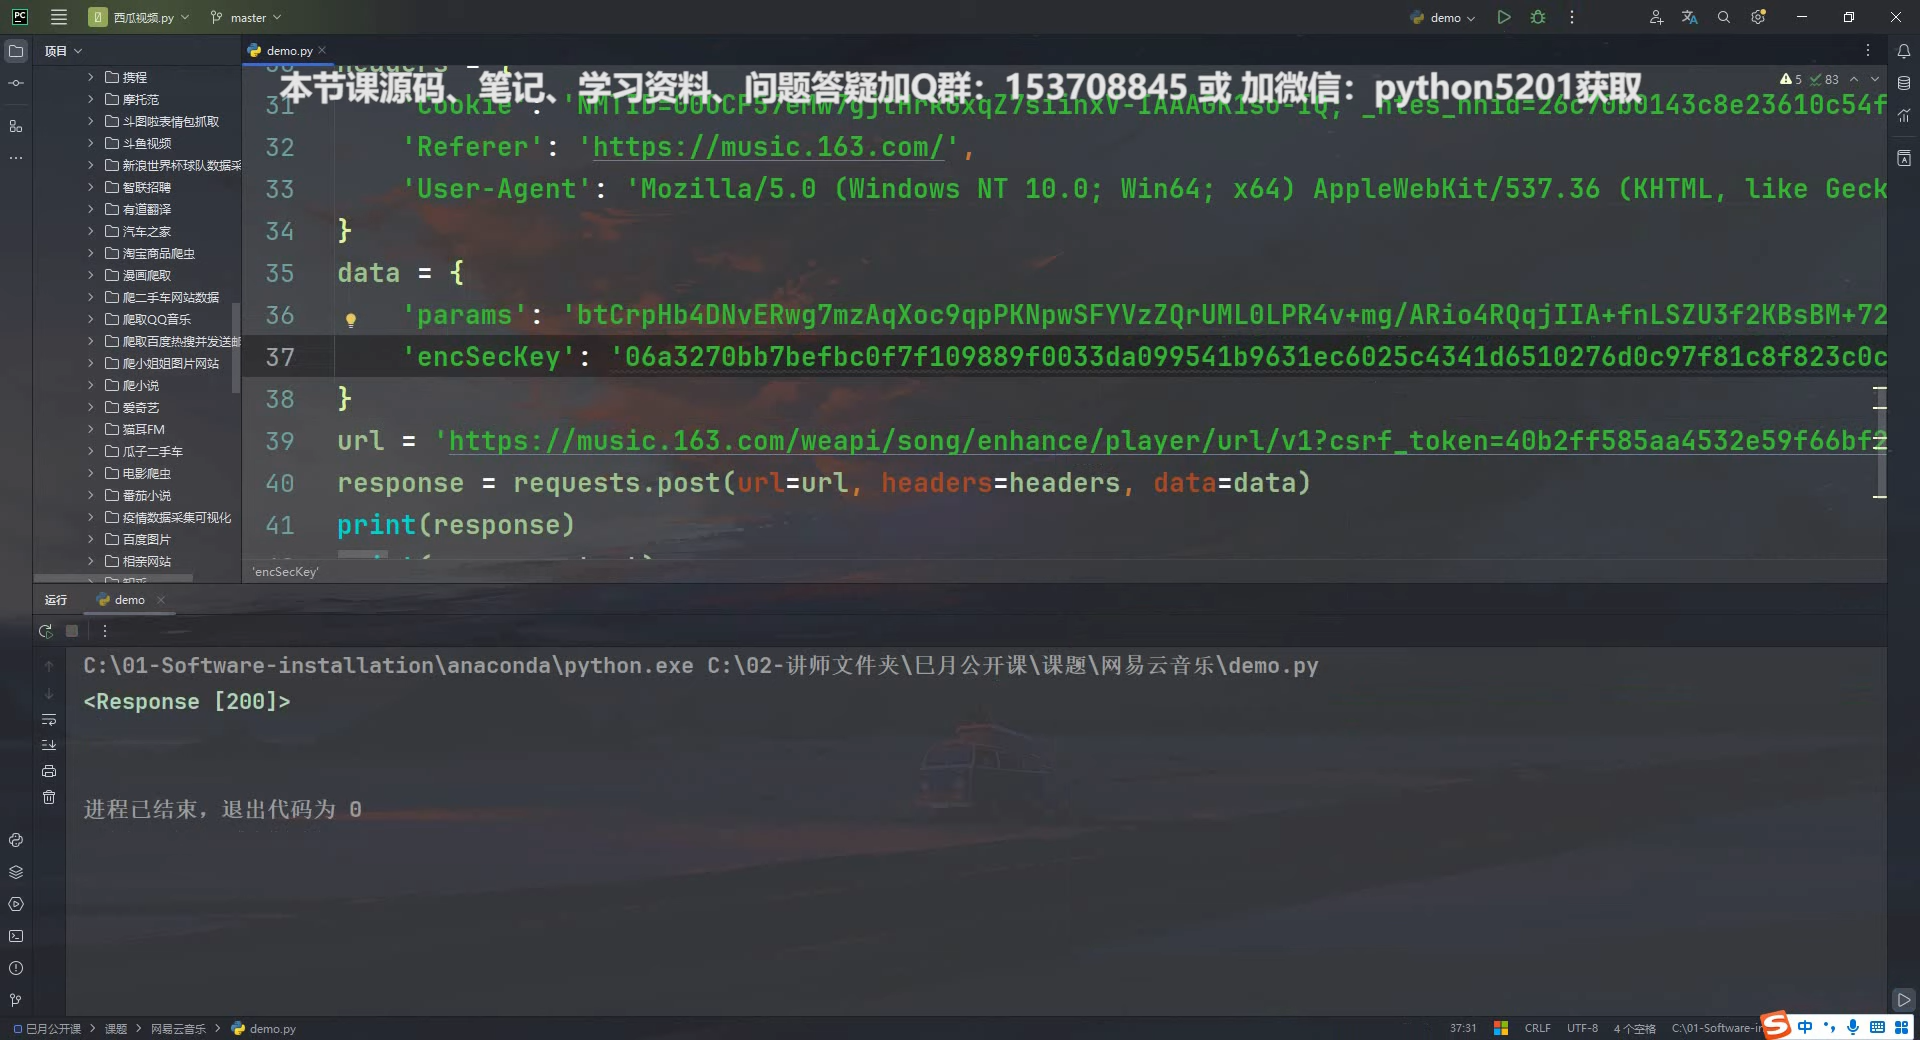 PC
西瓜视频.py
master
demo
项目
demo.py
本节课源码、笔记、学习资料、问题答疑加Q群：153708845 或 加微信：python5201获取
5 83
携程
摩托范
斗图啦表情包抓取
斗鱼视频
新浪世界杯球队数据采
智联招聘
有道翻译
汽车之家
淘宝商品爬虫
漫画爬取
爬二手车网站数据
爬取QQ音乐
爬取百度热搜并发送邮
爬小姐姐图片网站
爬小说
爱奇艺
猫耳FM
瓜子二手车
电影爬虫
番茄小说
疫情数据采集可视化
百度图片
相亲网站
31
32 'Referer': 'https://music.163.com/',
33 'User-Agent': 'Mozilla/5.0 (Windows NT 10.0; Win64; x64) AppleWebKit/537.36 (KHTML, like Geck
34 }
35 data = {
36 'params': 'btCrpHb4DNvERwg7mzAqXoc9qpPKNpwSFYVzZQrUML0LPR4v+mg/ARio4RQqjIIA+fnLSZU3f2KBsBM+72
37 'encSecKey': '06a3270bb7befbc0f7f109889f0033da099541b9631ec6025c4341d6510276d0c97f81c8f823c0c
38 }
39 url = 'https://music.163.com/weapi/song/enhance/player/url/v1?csrf_token=40b2ff585aa4532e59f66bf2
40 response = requests.post(url=url, headers=headers, data=data)
41 print(response)
'encSecKey'
运行 demo
C:\01-Software-installation\anaconda\python.exe C:\02-讲师文件夹\巳月公开课\课题\网易云音乐\demo.py
<Response [200]>
进程已结束，退出代码为 0
巳月公开课 > 课题 > 网易云音乐 > demo.py
37:31 CRLF UTF-8 4 个空格 C:\01-Software-in
中